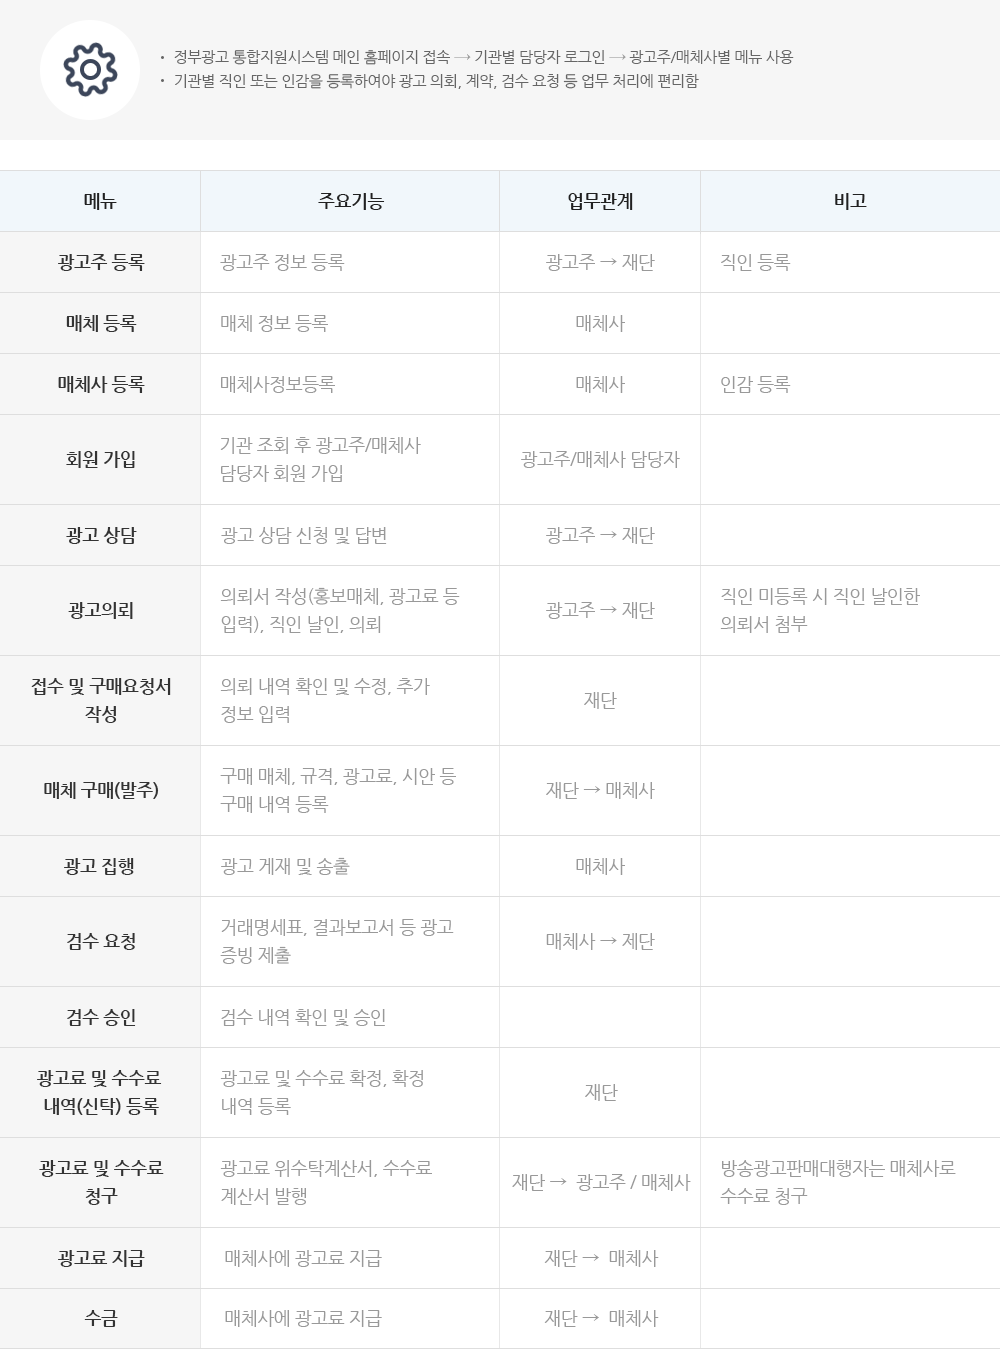 • 정부광고 통합지원시스템 메인 홈페이지 접속 → 기관별 담당자 로그인 → 광고주/매체사별 메뉴 사용
• 기관별 직인 또는 인감을 등록하여야 광고 의회, 계약, 검수 요청 등 업무 처리에 편리함
메뉴 주요기능 업무관계 비고
광고주 등록 광고주 정보 등록 광고주 → 재단 직인 등록
매체 등록 매체 정보 등록 매체사
매체사 등록 매체사정보등록 매체사 인감 등록
회원 가입 기관 조회 후 광고주/매체사
담당자 회원 가입 광고주/매체사 담당자
광고 상담 광고 상담 신청 및 답변 광고주 → 재단
광고의뢰 의뢰서 작성(홍보매체, 광고료 등
입력), 직인 날인, 의뢰 광고주 → 재단 직인 미등록 시 직인 날인한
의뢰서 첨부
접수 및 구매요청서
작성 의뢰 내역 확인 및 수정, 추가
정보 입력 재단
매체 구매(발주) 구매 매체, 규격, 광고료, 시안 등
구매 내역 등록 재단 → 매체사
광고 집행 광고 게재 및 송출 매체사
검수 요청 거래명세표, 결과보고서 등 광고
증빙 제출 매체사 → 제단
검수 승인 검수 내역 확인 및 승인
광고료 및 수수료
내역(신탁) 등록 광고료 및 수수료 확정, 확정
내역 등록 재단
광고료 및 수수료
청구 광고료 위수탁계산서, 수수료
계산서 발행 재단 → 광고주 / 매체사 방송광고판매대행자는 매체사로
수수료 청구
광고료 지급 매체사에 광고료 지급 재단 → 매체사
수금 매체사에 광고료 지급 재단 → 매체사